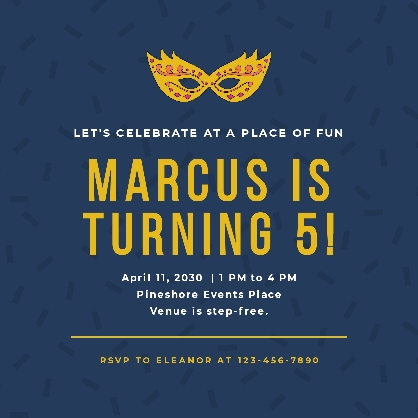 LET'S CELEBRATE AT A PLACE OF FUN
MARCUS IS
TURNING 5!
April 11, 2030 | 1 PM to 4 PM
Pineshore Events Place
Venue is step-free.
RSVP TO ELEANOR AT 123-456-7890